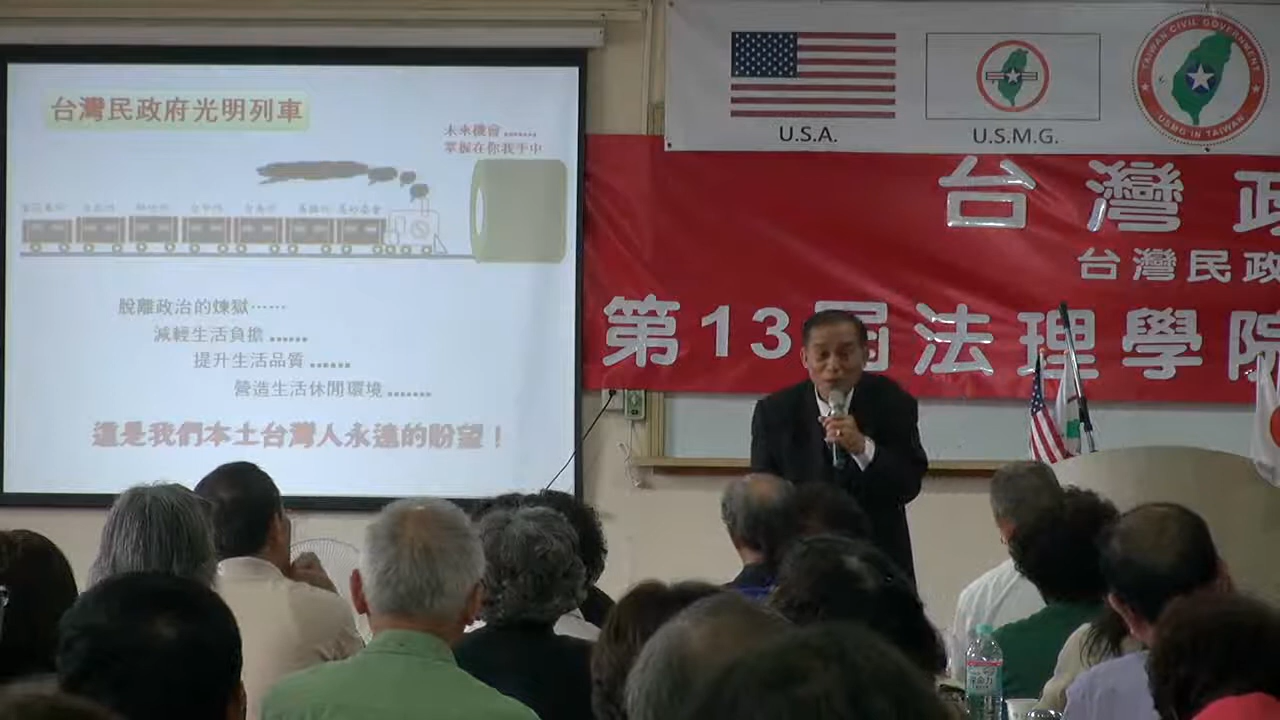 台灣民政府光明列車
未來機會......
掌握在你我手中
脫離政治的煉獄······
減輕生活負擔......
提升生活品質......
營造生活休閒環境......
這是我們本土台灣人永遠的盼望！
U.S.A.
U.S.M.G.
TAIWAN CIVIL GOVERNMENT
USMG IN TAIWAN
台灣政
台灣民政
第13屆法理學院